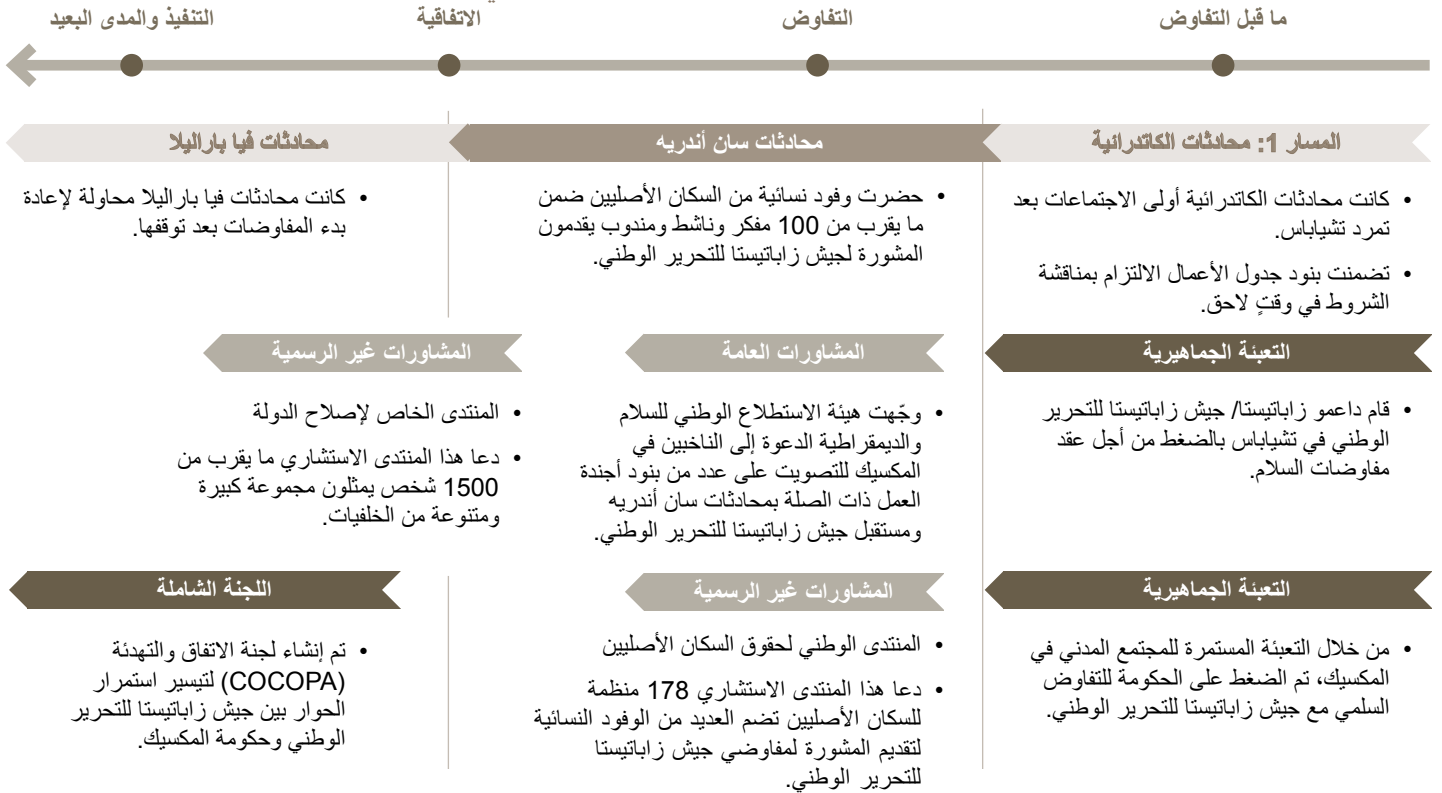 ما قبل التفاوض
التفاوض
الاتفاقية
التنفيذ والمدى البعيد
المسار 1: محادثات الكاتدرائية
محادثات سان أندريه
محادثات فيا باراليلا
• كانت محادثات الكاتدرائية أولى الاجتماعات بعد
تمرد تشياباس.
• تضمنت بنود جدول الأعمال الالتزام بمناقشة
الشروط في وقتٍ لاحق.
• حضرت وفود نسائية من السكان الأصليين ضمن
ما يقرب من 100 مفكر وناشط ومندوب يقدمون
المشورة لجيش زاباتيستا للتحرير الوطني.
• كانت محادثات فيا باراليلا محاولة لإعادة
بدء المفاوضات بعد توقفها.
التعبئة الجماهيرية
المشاورات العامة
المشاورات غير الرسمية
• قام داعمو زاباتيستا/ جيش زاباتيستا للتحرير
الوطني في تشياباس بالضغط من أجل عقد
مفاوضات السلام.
• وجّهت هيئة الاستطلاع الوطني للسلام
والديمقراطية الدعوة إلى الناخبين في
المكسيك للتصويت على عدد من بنود أجندة
العمل ذات الصلة بمحادثات سان أندريه
ومستقبل جيش زاباتيستا للتحرير الوطني.
• المنتدى الخاص لإصلاح الدولة
• دعا هذا المنتدى الاستشاري ما يقرب من
1500 شخص يمثلون مجموعة كبيرة
ومتنوعة من الخلفيات.
التعبئة الجماهيرية
المشاورات غير الرسمية
اللجنة الشاملة
• من خلال التعبئة المستمرة للمجتمع المدني في
المكسيك، تم الضغط على الحكومة للتفاوض
السلمي مع جيش زاباتيستا للتحرير الوطني.
• المنتدى الوطني لحقوق السكان الأصليين
• دعا هذا المنتدى الاستشاري 178 منظمة
للسكان الأصليين تضم العديد من الوفود النسائية
لتقديم المشورة لمفاوضي جيش زاباتيستا
للتحرير الوطني.
• تم إنشاء لجنة الاتفاق والتهدئة
(COCOPA) لتيسير استمرار
الحوار بين جيش زاباتيستا للتحرير
الوطني وحكومة المكسيك.